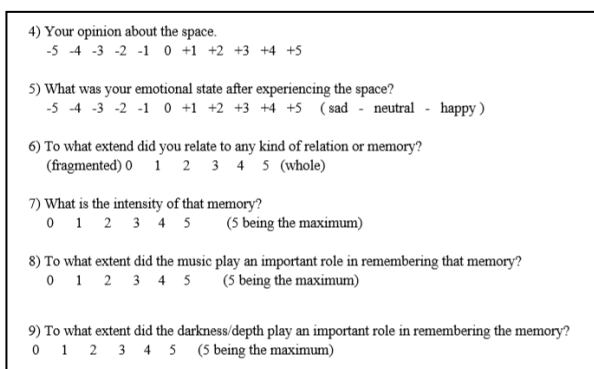 4) Your opinion about the space.
-5 -4 -3 -2 -1 0 +1 +2 +3 +4 +5
5) What was your emotional state after experiencing the space?
-5 -4 -3 -2 -1 0 +1 +2 +3 +4 +5 ( sad - neutral - happy )
6) To what extend did you relate to any kind of relation or memory?
(fragmented) 0 1 2 3 4 5 (whole)
7) What is the intensity of that memory?
0 1 2 3 4 5 (5 being the maximum)
8) To what extent did the music play an important role in remembering that memory?
0 1 2 3 4 5 (5 being the maximum)
9) To what extent did the darkness/depth play an important role in remembering the memory?
0 1 2 3 4 5 (5 being the maximum)